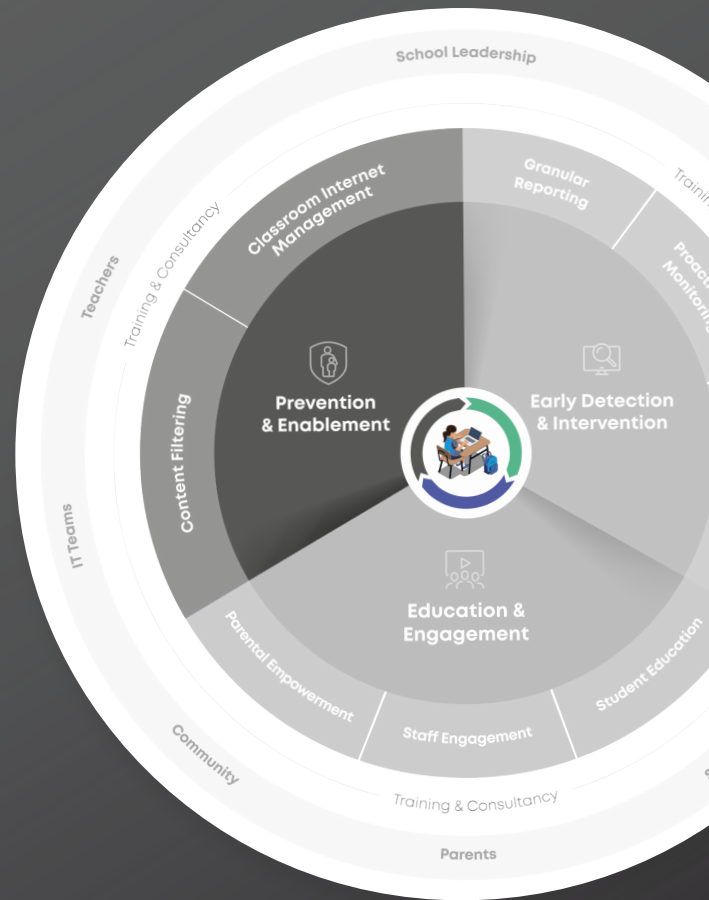 School Leadership
Teachers
IT Teams
Community
Parents
Training & Consultancy
Training & Consultancy
Classroom Internet
Management
Content Filtering
Granular
Reporting
Prevention
& Enablement
Early Detection
& Intervention
Education &
Engagement
Parental Empowerment
Staff Engagement
Student Education